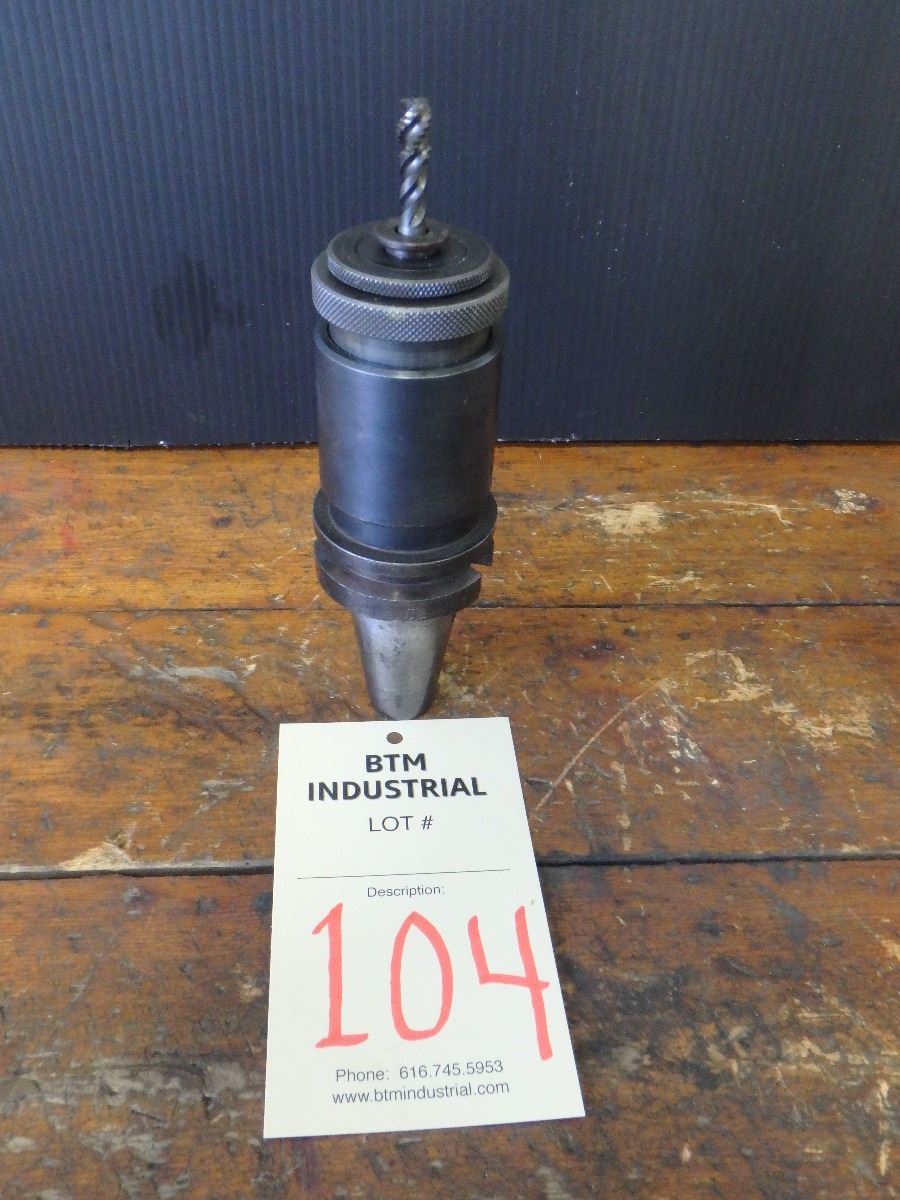 BTM
INDUSTRIAL
LOT #
Description:
104
Phone: 616.745.5953
www.btmindustrial.com